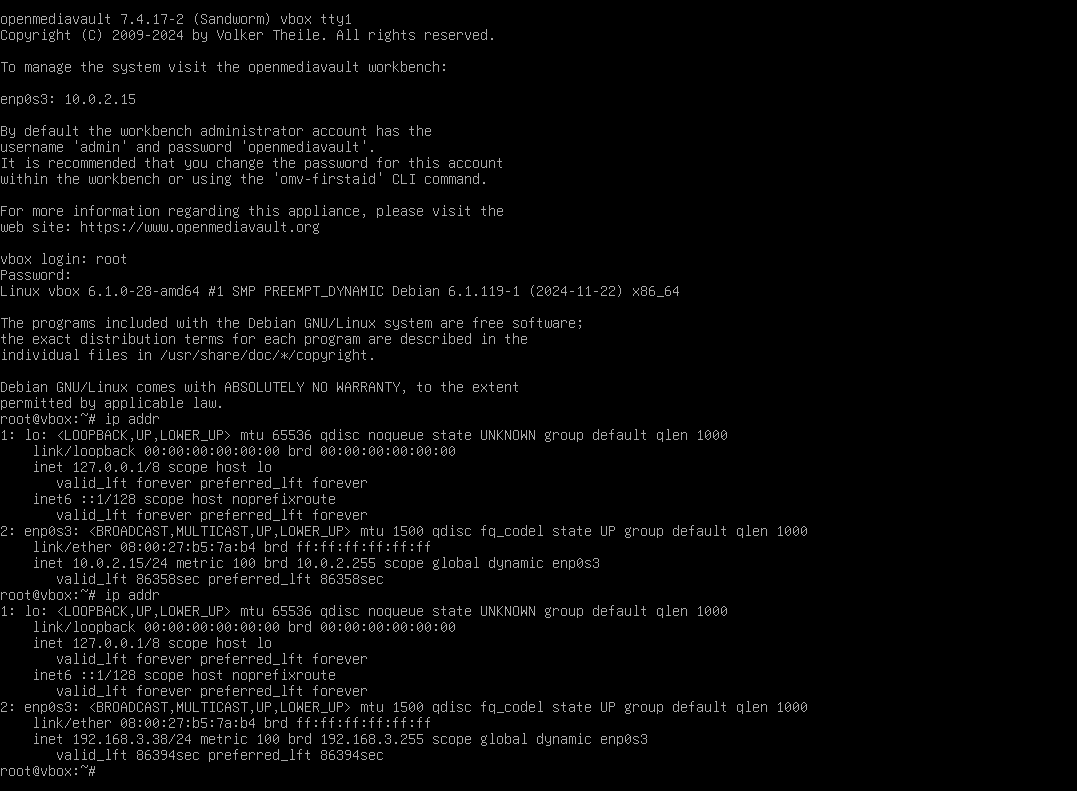 openmediavault 7.4.17-2 (Sandworm) vbox tty1
Copyright (C) 2009-2024 by Volker Theile. All rights reserved.
To manage the system visit the openmediavault workbench:
enp0s3: 10.0.2.15
By default the workbench administrator account has the
username 'admin' and password 'openmediavault'.
It is recommended that you change the password for this account
within the workbench or using the 'omv-firstaid' CLI command.
For more information regarding this appliance, please visit the
web site: https://www.openmediavault.org
vbox login: root
Password:
Linux vbox 6.1.0-28-amd64 #1 SMP PREEMPT_DYNAMIC Debian 6.1.119-1 (2024-11-22) x86_64
The programs included with the Debian GNU/Linux system are free software;
the exact distribution terms for each program are described in the
individual files in /usr/share/doc/*/copyright.
Debian GNU/Linux comes with ABSOLUTELY NO WARRANTY, to the extent
permitted by applicable law.
root@vbox:~# ip addr
1: lo: <LOOPBACK,UP,LOWER_UP> mtu 65536 qdisc noqueue state UNKNOWN group default qlen 1000
    link/loopback 00:00:00:00:00:00 brd 00:00:00:00:00:00
    inet 127.0.0.1/8 scope host lo
       valid_lft forever preferred_lft forever
    inet6 ::1/128 scope host noprefixroute
       valid_lft forever preferred_lft forever
2: enp0s3: <BROADCAST,MULTICAST,UP,LOWER_UP> mtu 1500 qdisc fq_codel state UP group default qlen 1000
    link/ether 08:00:27:b5:7a:b4 brd ff:ff:ff:ff:ff:ff
    inet 10.0.2.15/24 metric 100 brd 10.0.2.255 scope global dynamic enp0s3
       valid_lft 86358sec preferred_lft 86358sec
root@vbox:~# ip addr
1: lo: <LOOPBACK,UP,LOWER_UP> mtu 65536 qdisc noqueue state UNKNOWN group default qlen 1000
    link/loopback 00:00:00:00:00:00 brd 00:00:00:00:00:00
    inet 127.0.0.1/8 scope host lo
       valid_lft forever preferred_lft forever
    inet6 ::1/128 scope host noprefixroute
       valid_lft forever preferred_lft forever
2: enp0s3: <BROADCAST,MULTICAST,UP,LOWER_UP> mtu 1500 qdisc fq_codel state UP group default qlen 1000
    link/ether 08:00:27:b5:7a:b4 brd ff:ff:ff:ff:ff:ff
    inet 192.168.3.38/24 metric 100 brd 192.168.3.255 scope global dynamic enp0s3
       valid_lft 86394sec preferred_lft 86394sec
root@vbox:~#